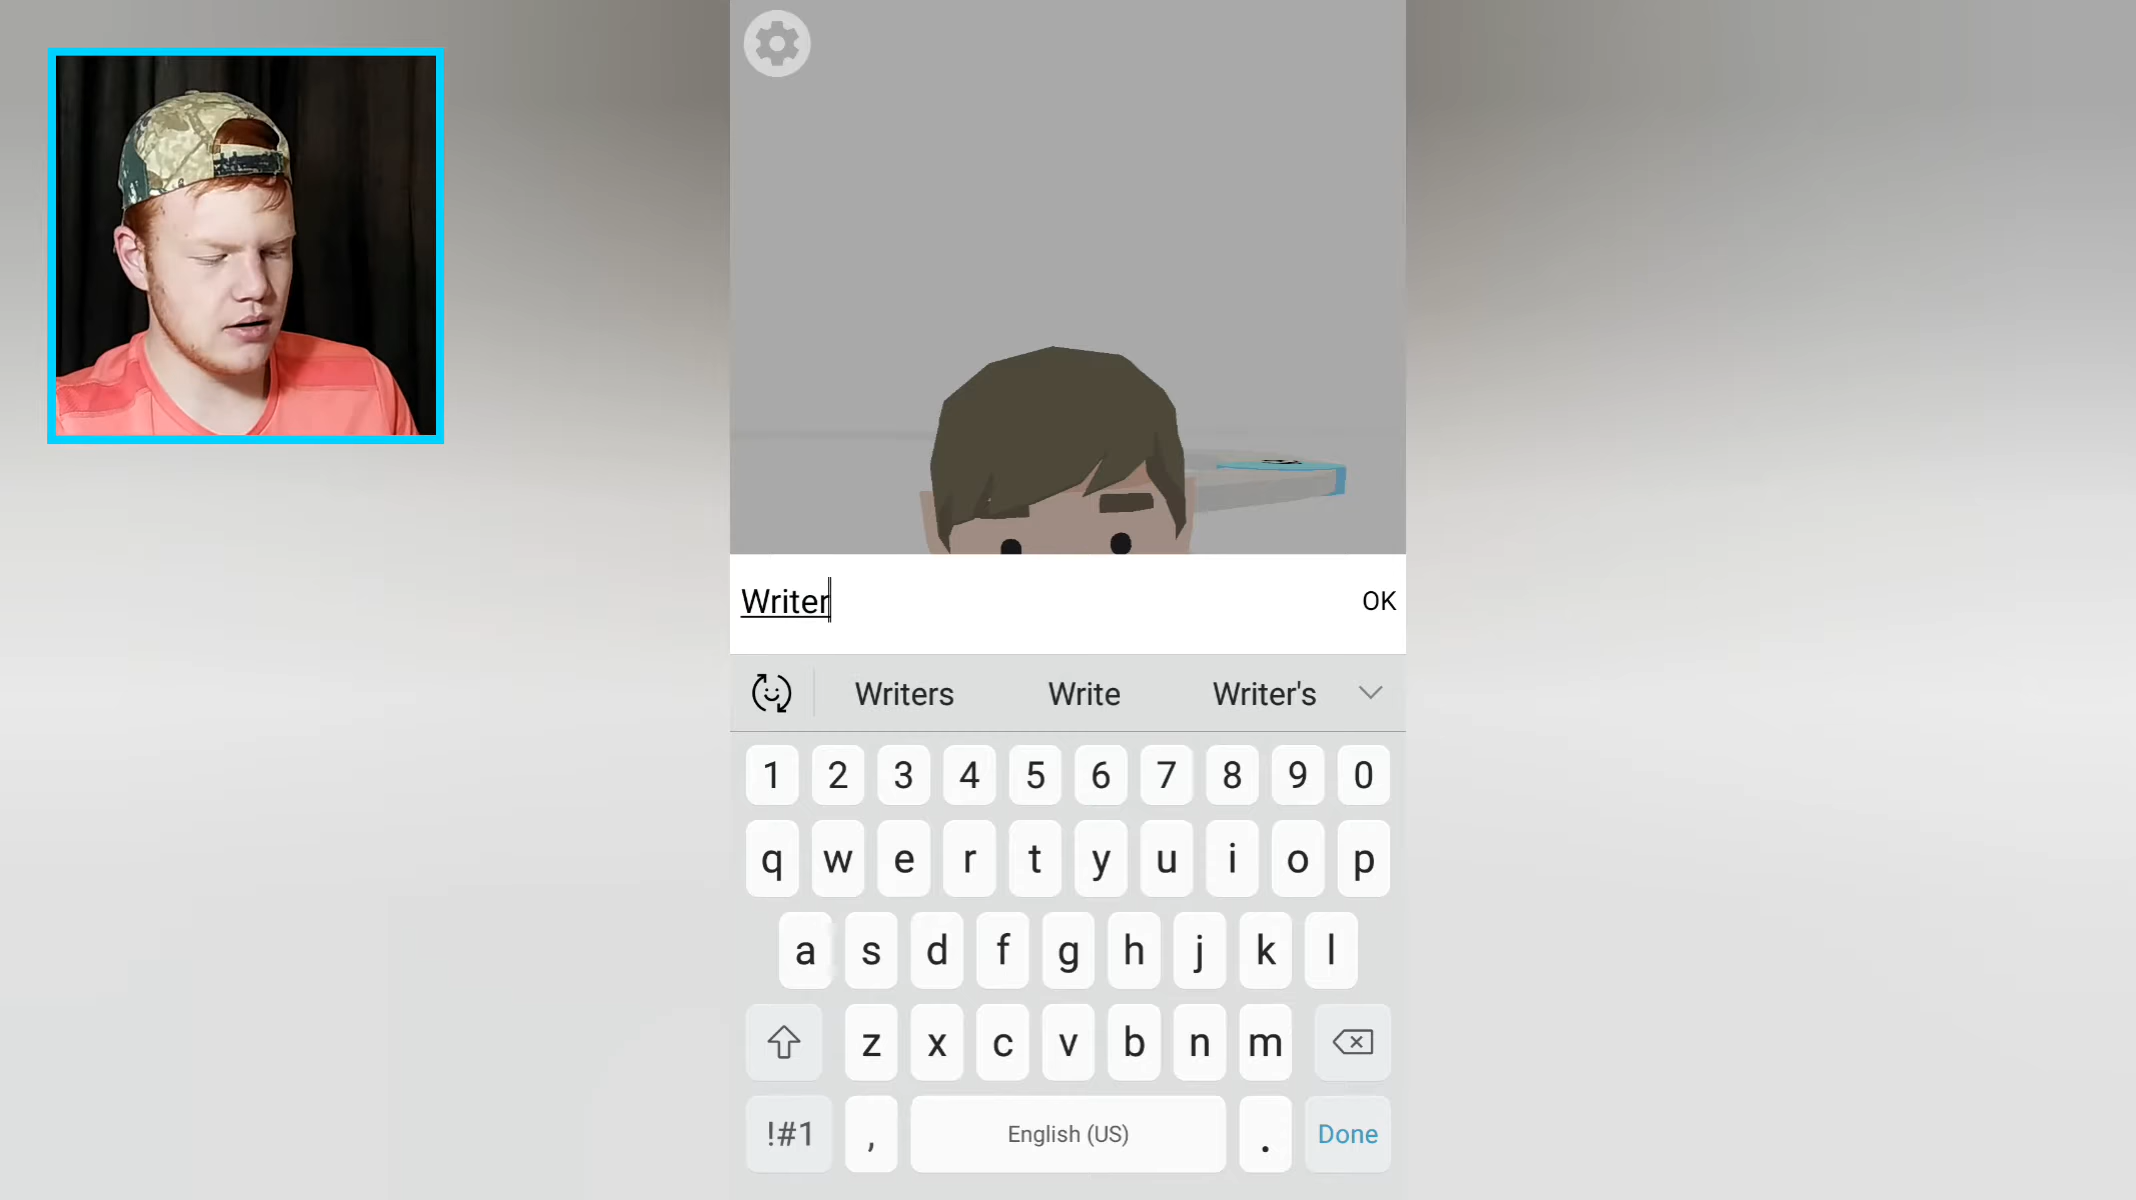 Writer
OK
Writers Write Writer's
1 2 3 4 5 6 7 8 9 0
q w e r t y u i o p
a s d f g h j k l
z x c v b n m
!#1 , English (US) . Done